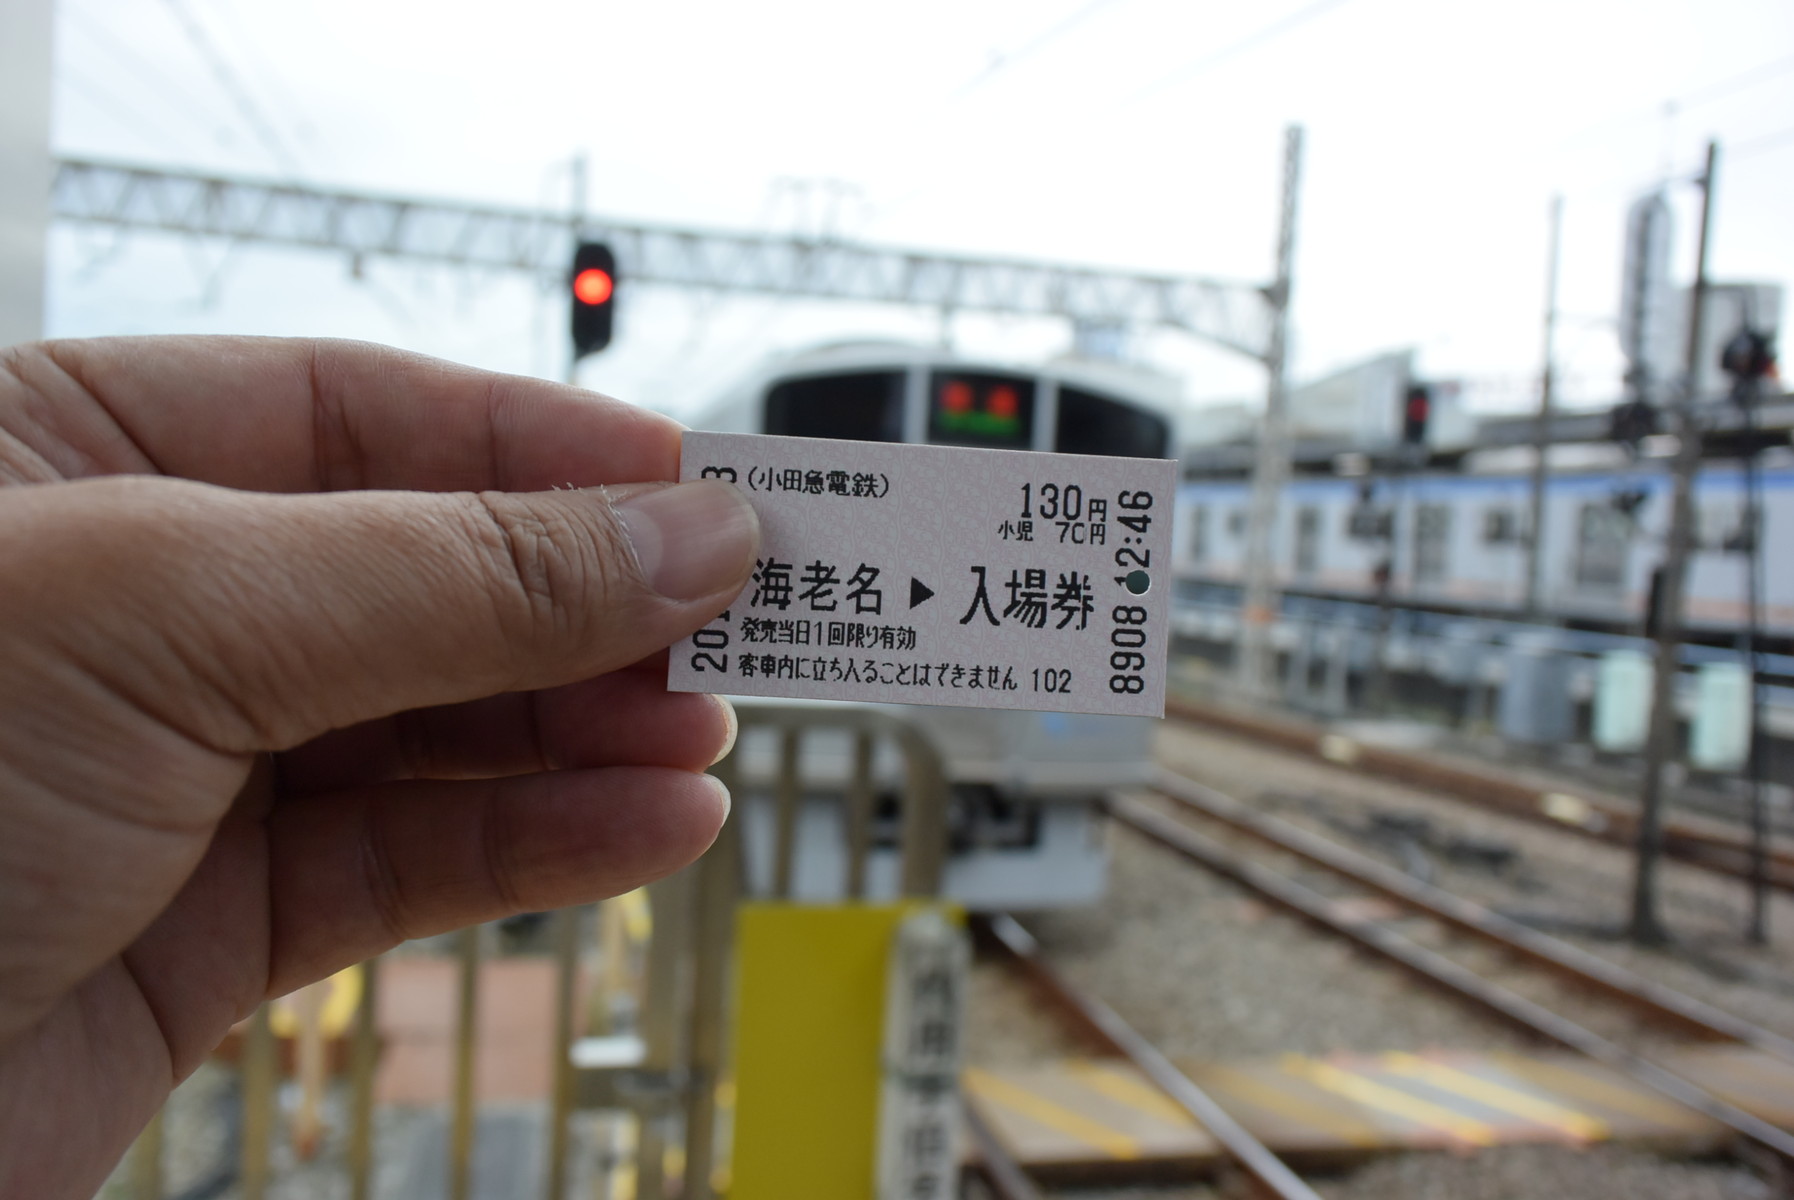 (小田急電鉄)
130円
小児 70円
海老名▶入場券
発売当日1回限り有効
客車内に立ち入ることはできません 102
8908 12:46
201